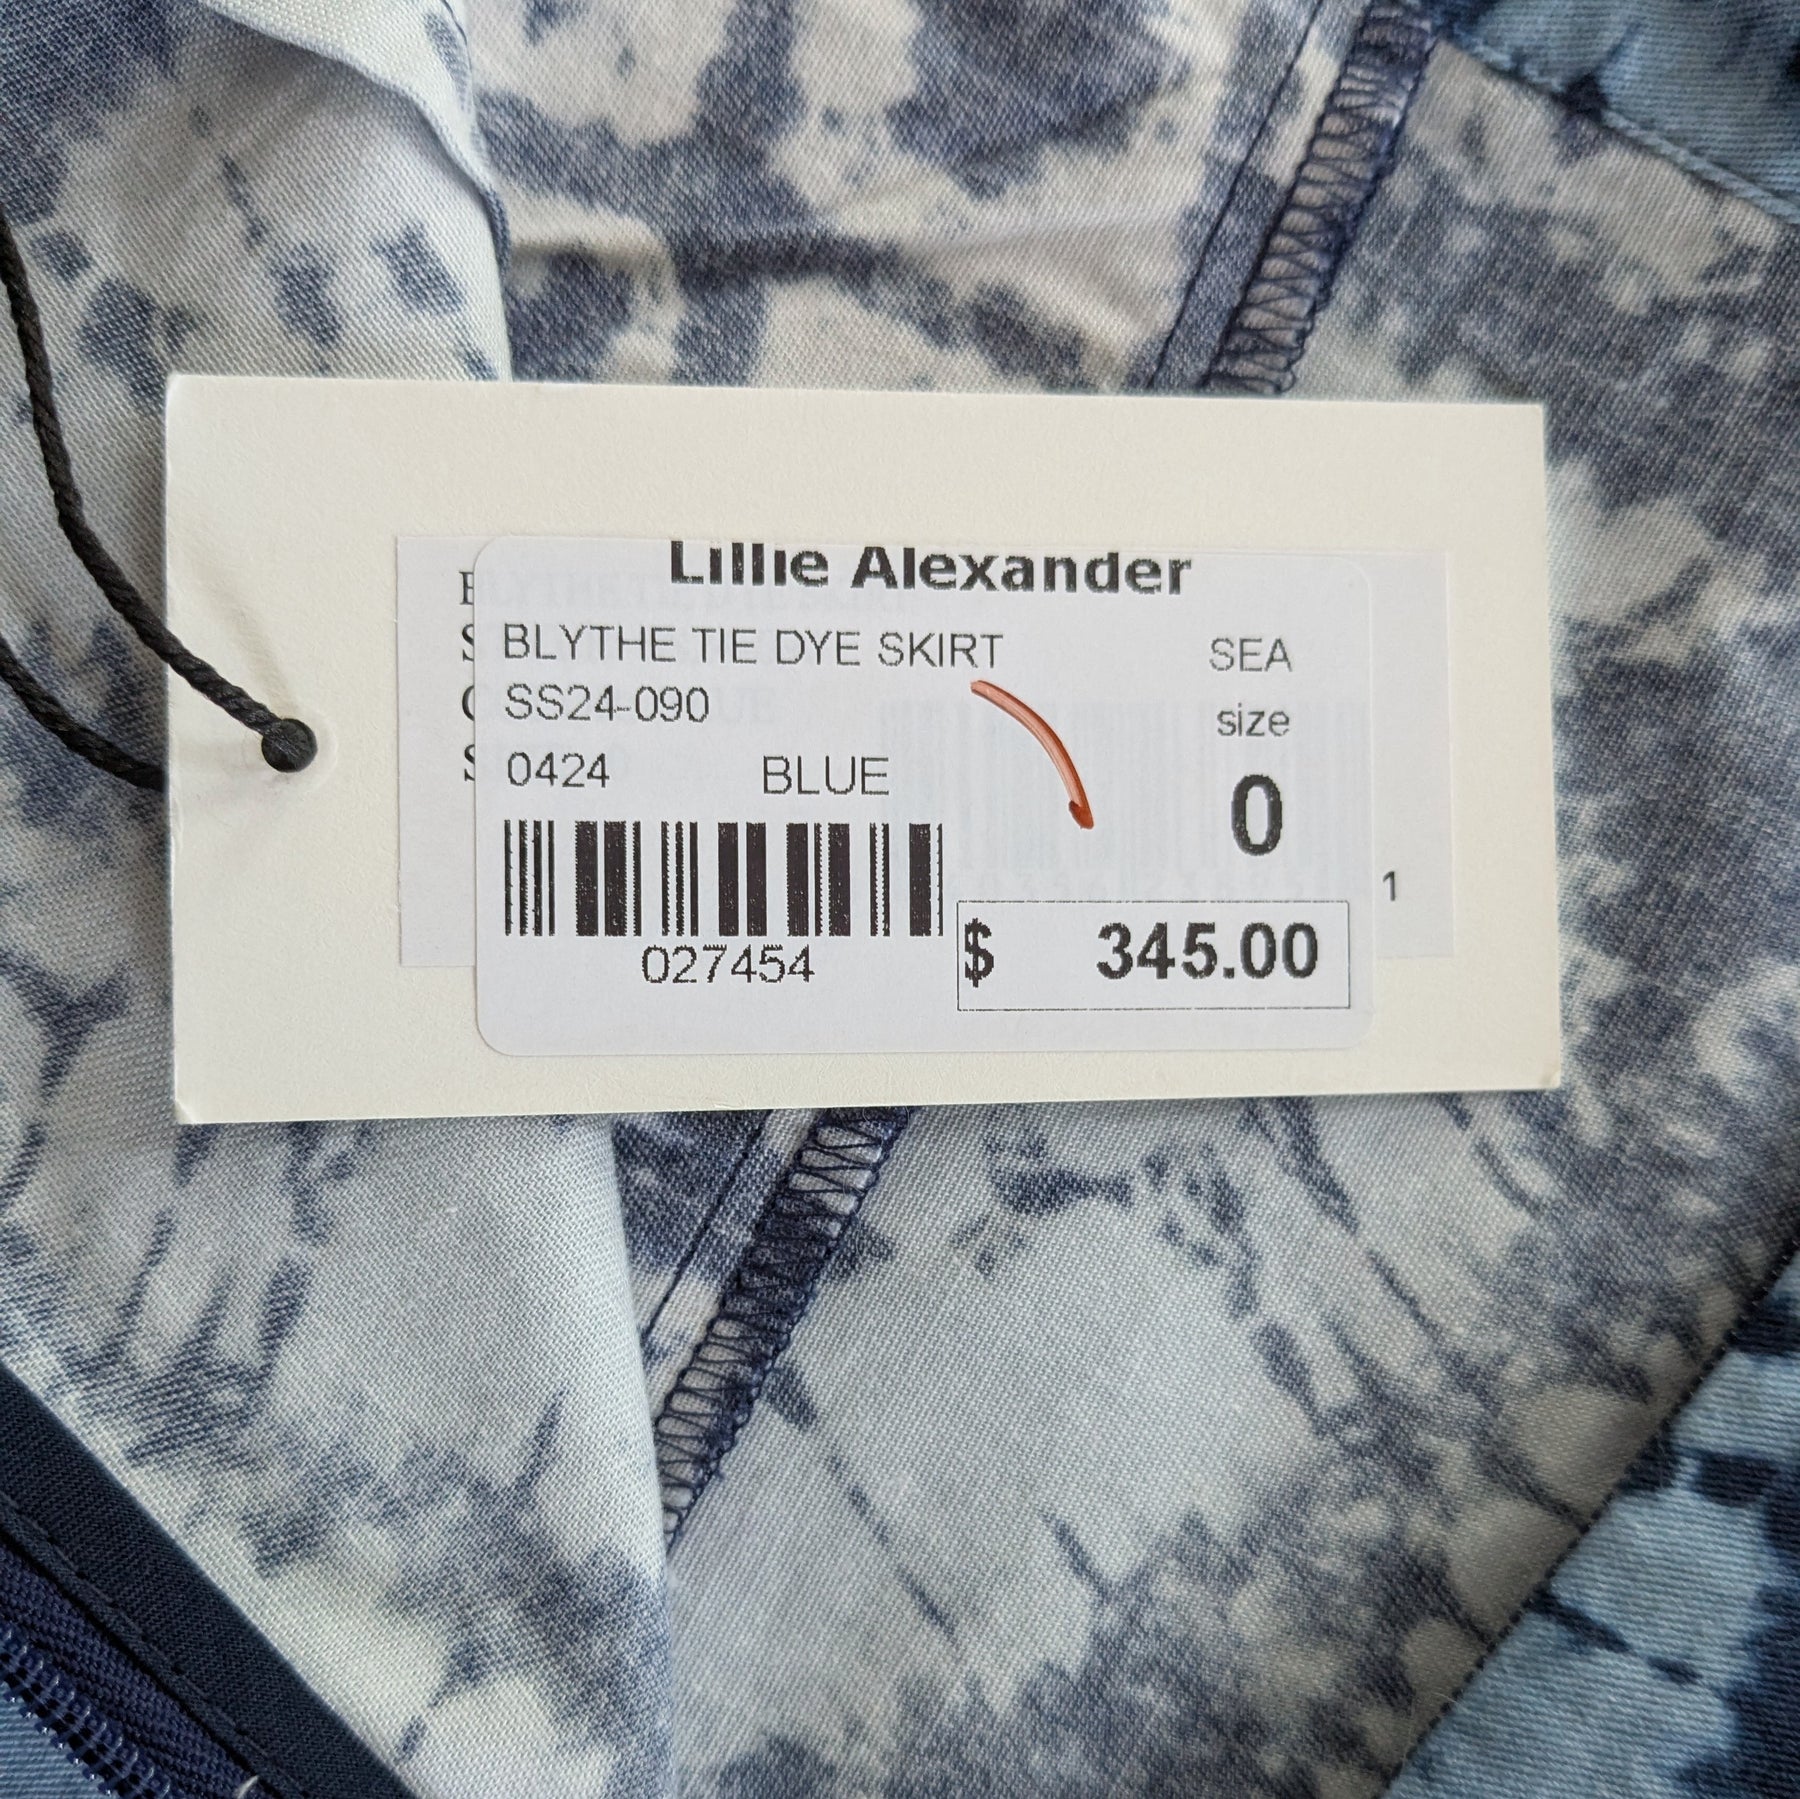 Lillie Alexander
BLYTHE TIE DYE SKIRT
SEA
SS24-090
size
0424 BLUE
0
027454
$ 345.00
1